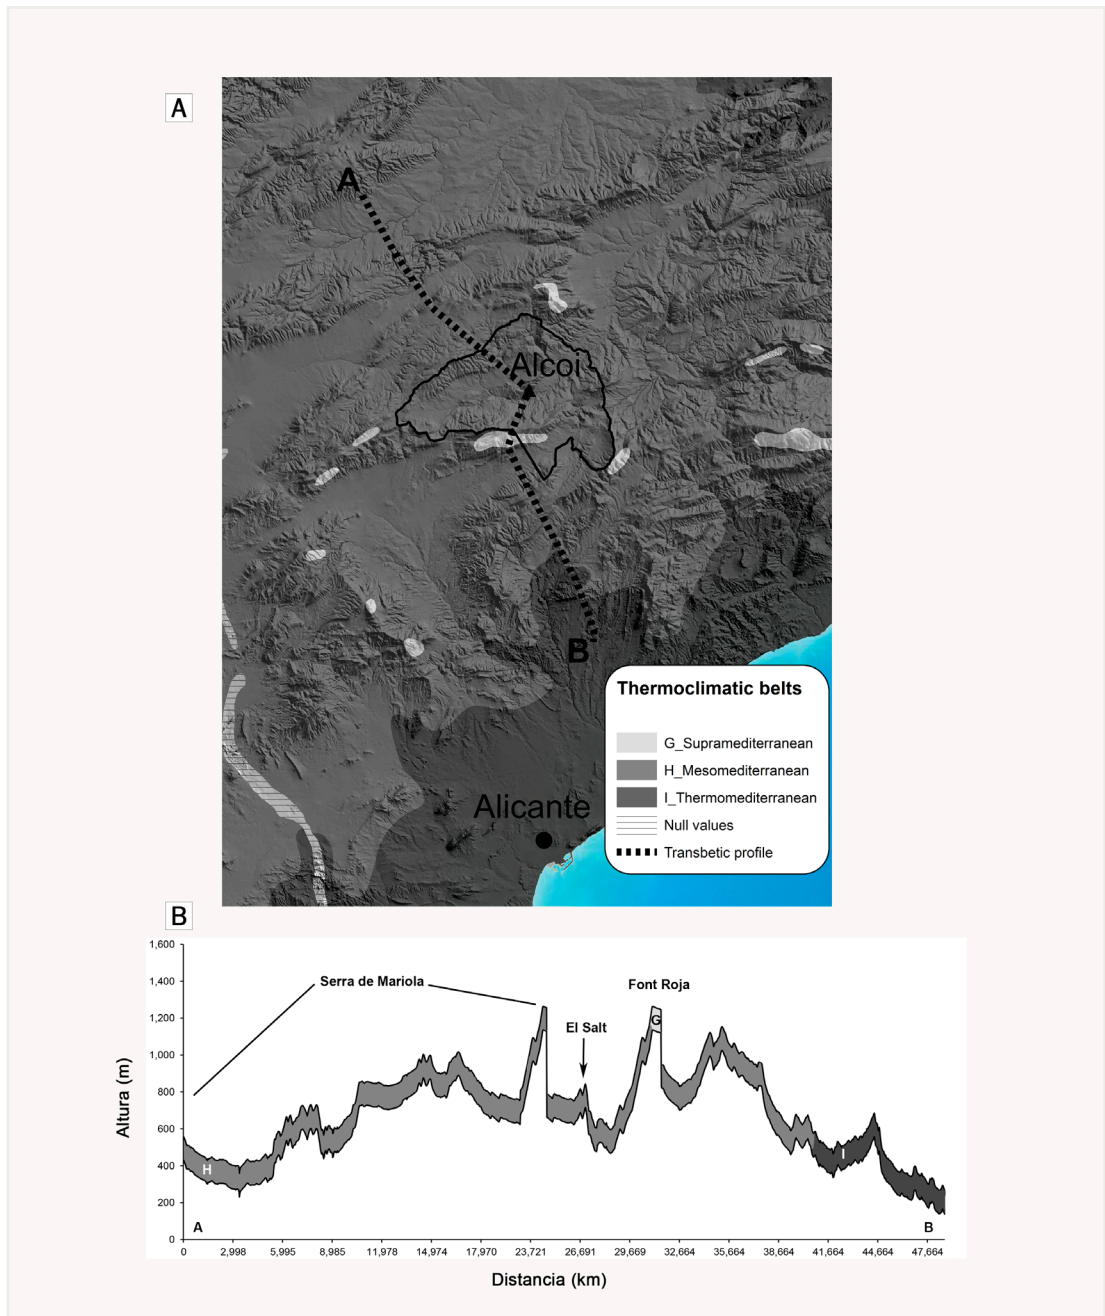 A
A
Alcoi
B
Alicante
Thermoclimatic belts
G_Supramediterranean
H_Mesomediterranean
I_Thermomediterranean
Null values
Transbetic profile
B
1,600
1,400
1,200
1,000
800
600
400
200
0
Altura (m)
Serra de Mariola
Font Roja
El Salt
G
H
I
A
B
0 2,998 5,995 8,985 11,978 14,974 17,970 23,721 26,691 29,669 32,664 35,664 38,664 41,664 44,664 47,664
Distancia (km)